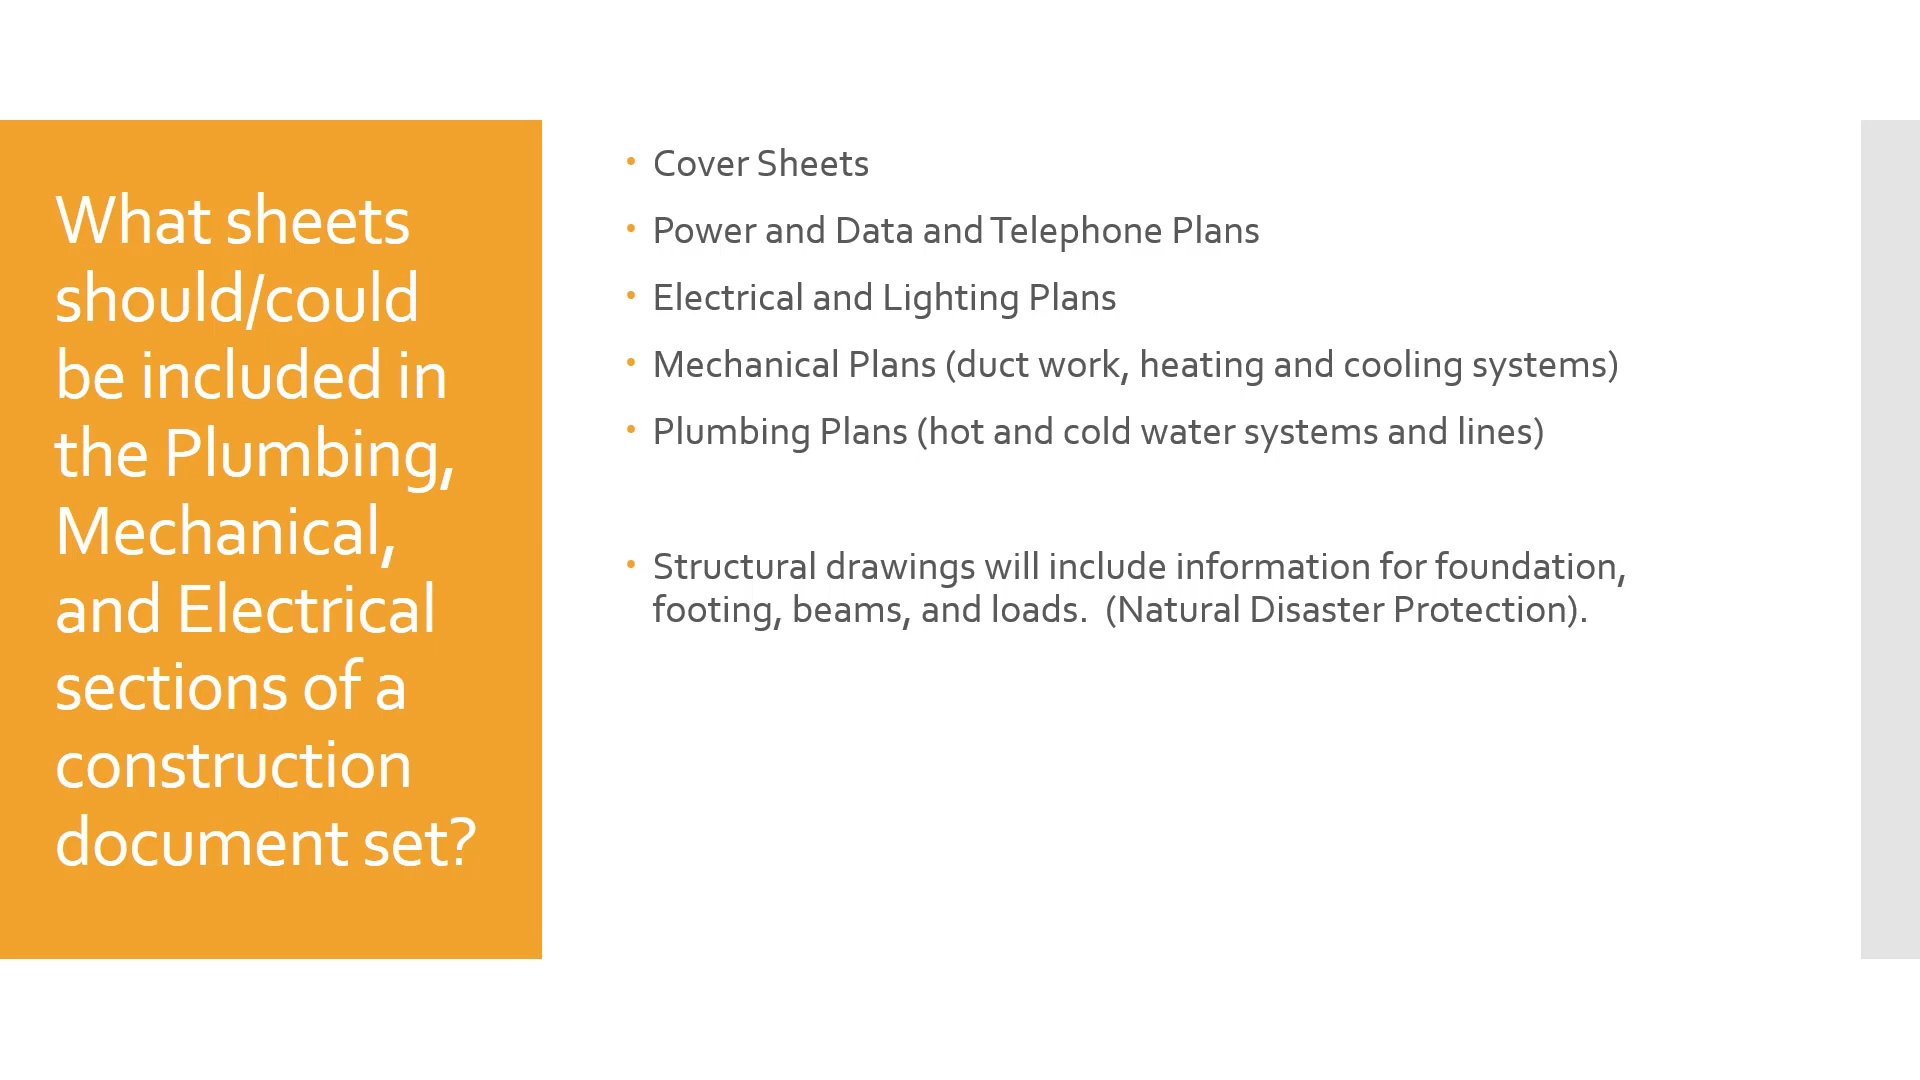 What sheets
should/could
be included in
the Plumbing,
Mechanical,
and Electrical
sections of a
construction
document set?
• Cover Sheets
• Power and Data and Telephone Plans
• Electrical and Lighting Plans
• Mechanical Plans (duct work, heating and cooling systems)
• Plumbing Plans (hot and cold water systems and lines)
• Structural drawings will include information for foundation,
footing, beams, and loads.  (Natural Disaster Protection).